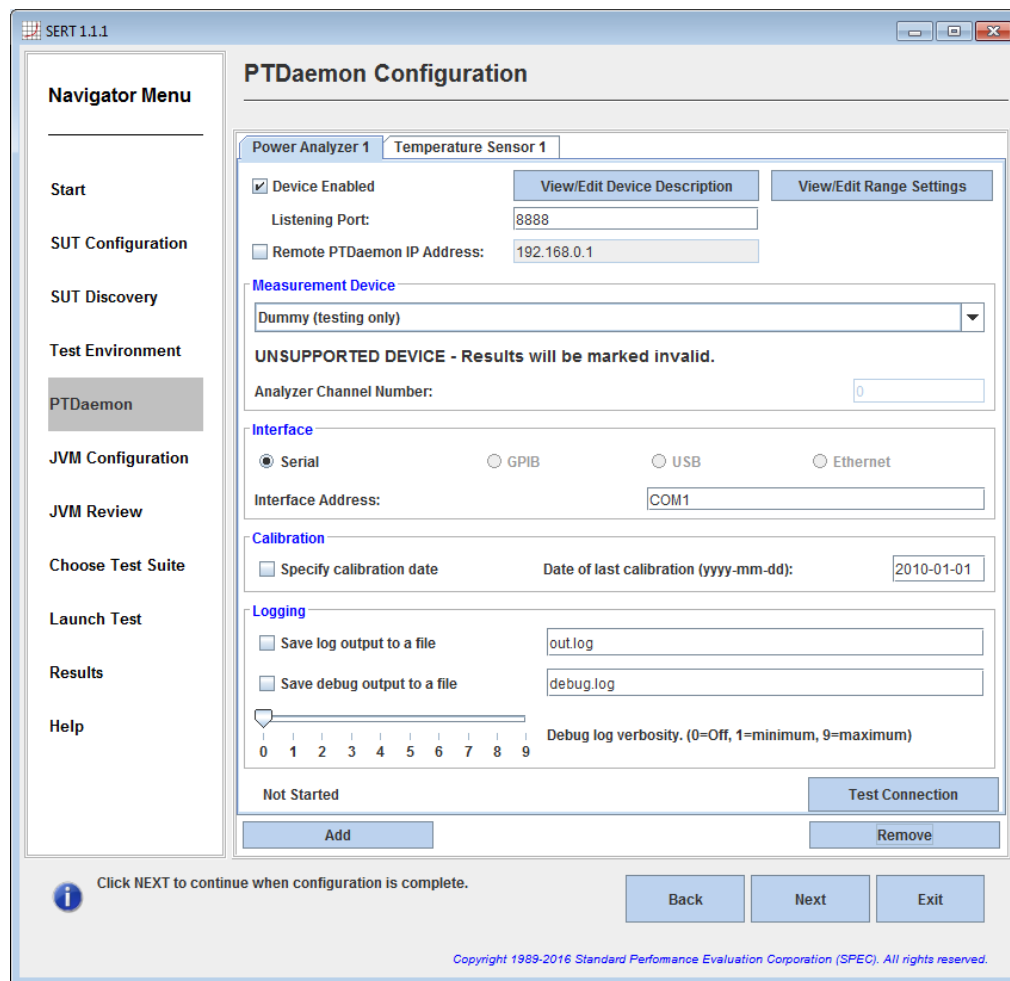 SERT 1.1.1
Navigator Menu
Start
SUT Configuration
SUT Discovery
Test Environment
PTDaemon
JVM Configuration
JVM Review
Choose Test Suite
Launch Test
Results
Help
PTDaemon Configuration
Power Analyzer 1 Temperature Sensor 1
Device Enabled View/Edit Device Description View/Edit Range Settings
Listening Port: 8888
Remote PTDaemon IP Address: 192.168.0.1
Measurement Device
Dummy (testing only)
UNSUPPORTED DEVICE - Results will be marked invalid.
Analyzer Channel Number: 0
Interface
Serial GPIB USB Ethernet
Interface Address: COM1
Calibration
Specify calibration date Date of last calibration (yyyy-mm-dd): 2010-01-01
Logging
Save log output to a file out.log
Save debug output to a file debug.log
0 1 2 3 4 5 6 7 8 9 Debug log verbosity. (0=Off, 1=minimum, 9=maximum)
Not Started Test Connection
Add Remove
Click NEXT to continue when configuration is complete.
Back Next Exit
Copyright 1989-2016 Standard Performance Evaluation Corporation (SPEC). All rights reserved.